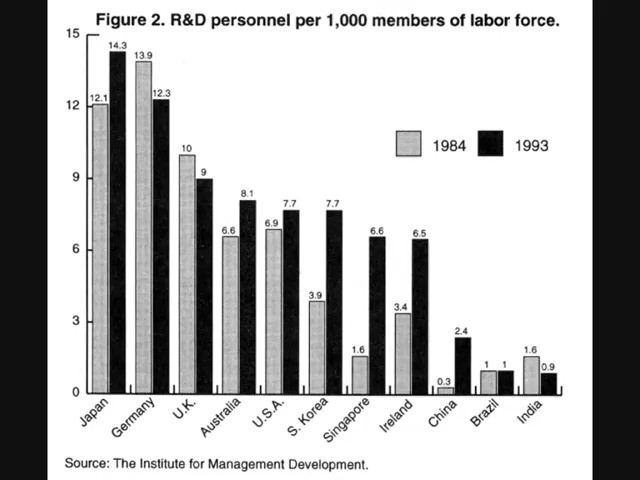 Figure 2. R&D personnel per 1,000 members of labor force.
15
12
9
6
3
0
1984
1993
12.1
14.3
13.9
12.3
10
9
6.6
8.1
6.9
7.7
3.9
7.7
1.6
6.6
3.4
6.5
0.3
2.4
1
1
1.6
0.9
Japan
Germany
U.K.
Australia
U.S.A.
S. Korea
Singapore
Ireland
China
Brazil
India
Source: The Institute for Management Development.